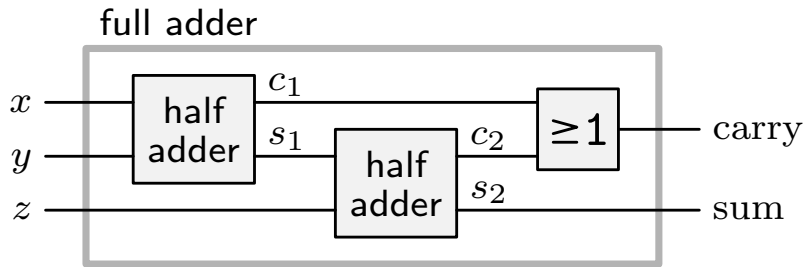 full adder
x
y
z
half
adder
c₁
s₁
half
adder
c₂
s₂
≥1
carry
sum